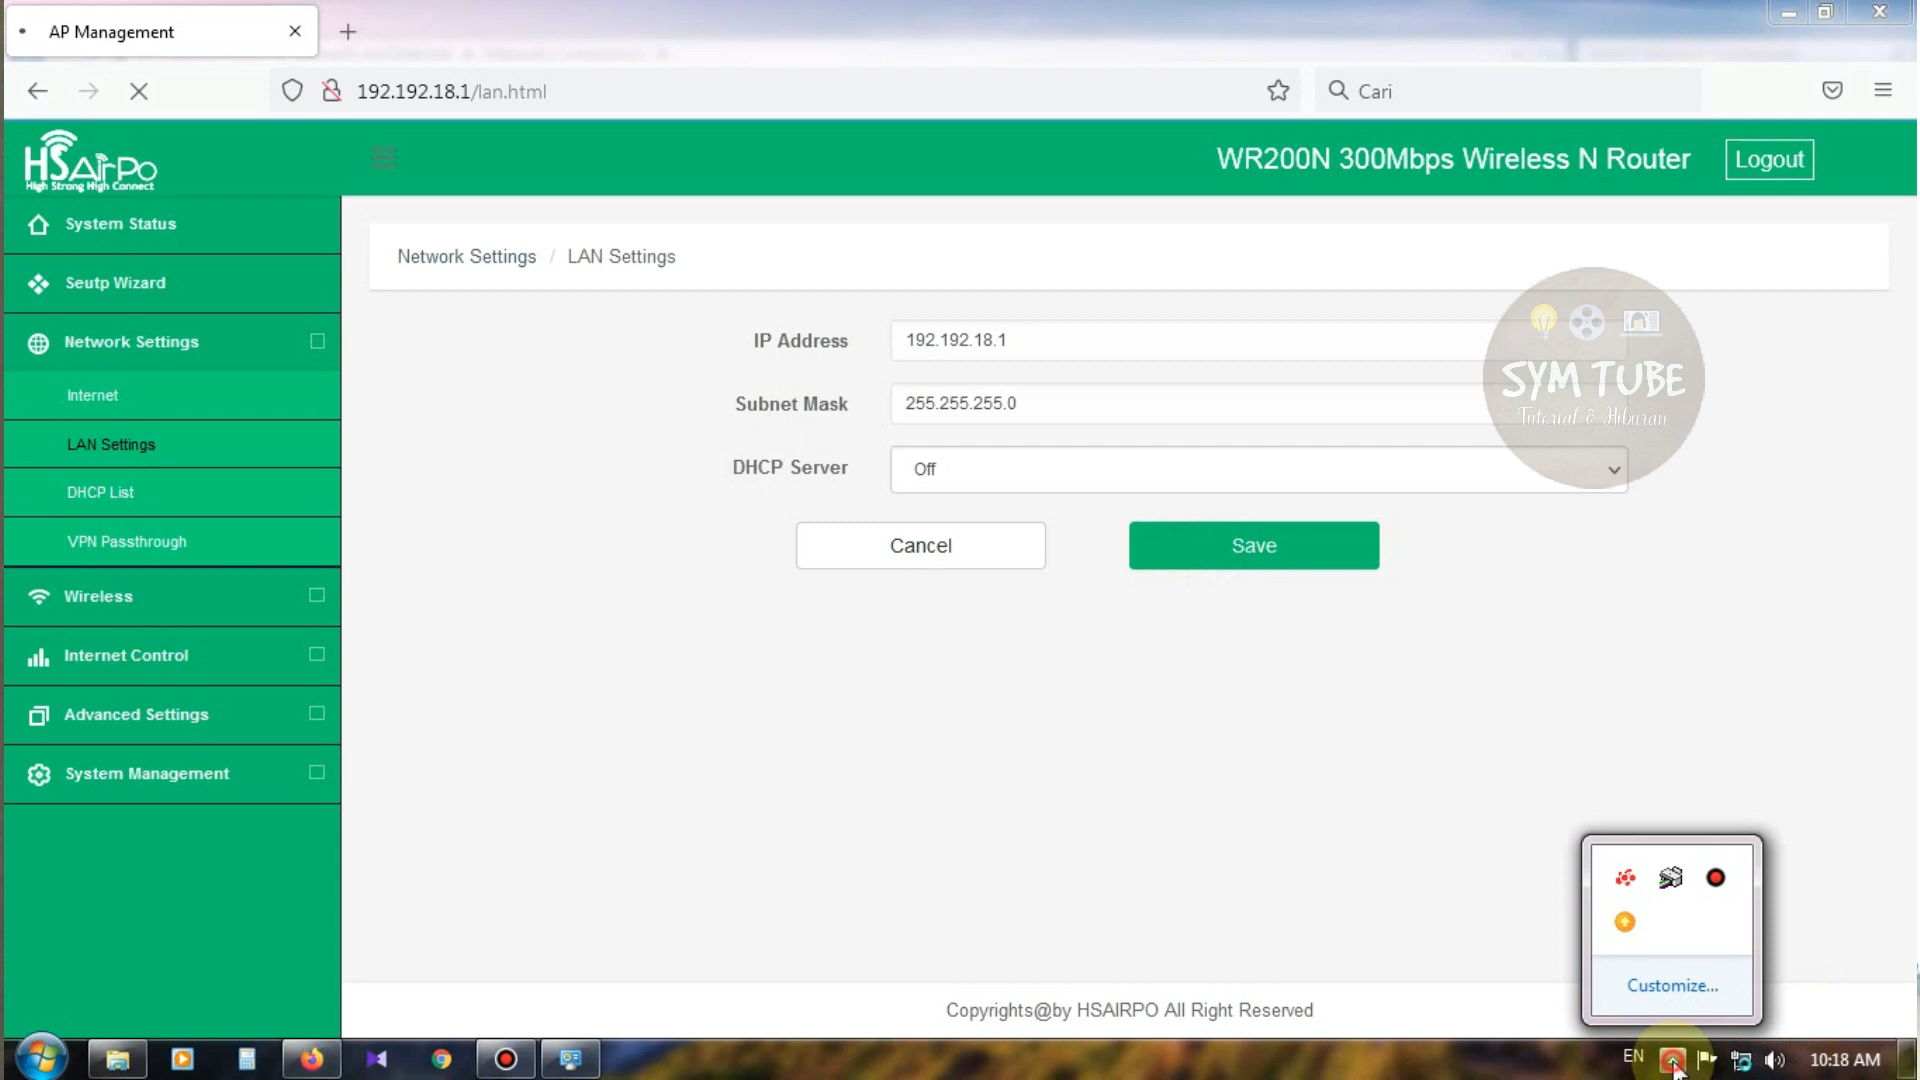 AP Management
192.192.18.1/lan.html
Cari
HSAirPo
High Strong High Connect
WR200N 300Mbps Wireless N Router
Logout
System Status
Seutp Wizard
Network Settings
Internet
LAN Settings
DHCP List
VPN Passthrough
Wireless
Internet Control
Advanced Settings
System Management
Network Settings / LAN Settings
IP Address 192.192.18.1
Subnet Mask 255.255.255.0
DHCP Server Off
Cancel Save
SYM TUBE
Tutorial & Hiburan
Customize...
Copyrights@by HSAIRPO All Right Reserved
EN
10:18 AM